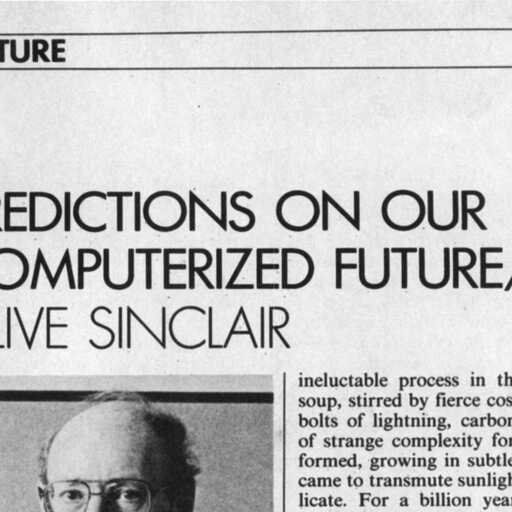 TURE
REDICTIONS ON OUR
OMPUTERIZED FUTURE/
LIVE SINCLAIR
ineluctable process in th
soup, stirred by fierce cos
bolts of lightning, carbon
of strange complexity for
formed, growing in subtle
came to transmute sunligh
licate. For a billion year